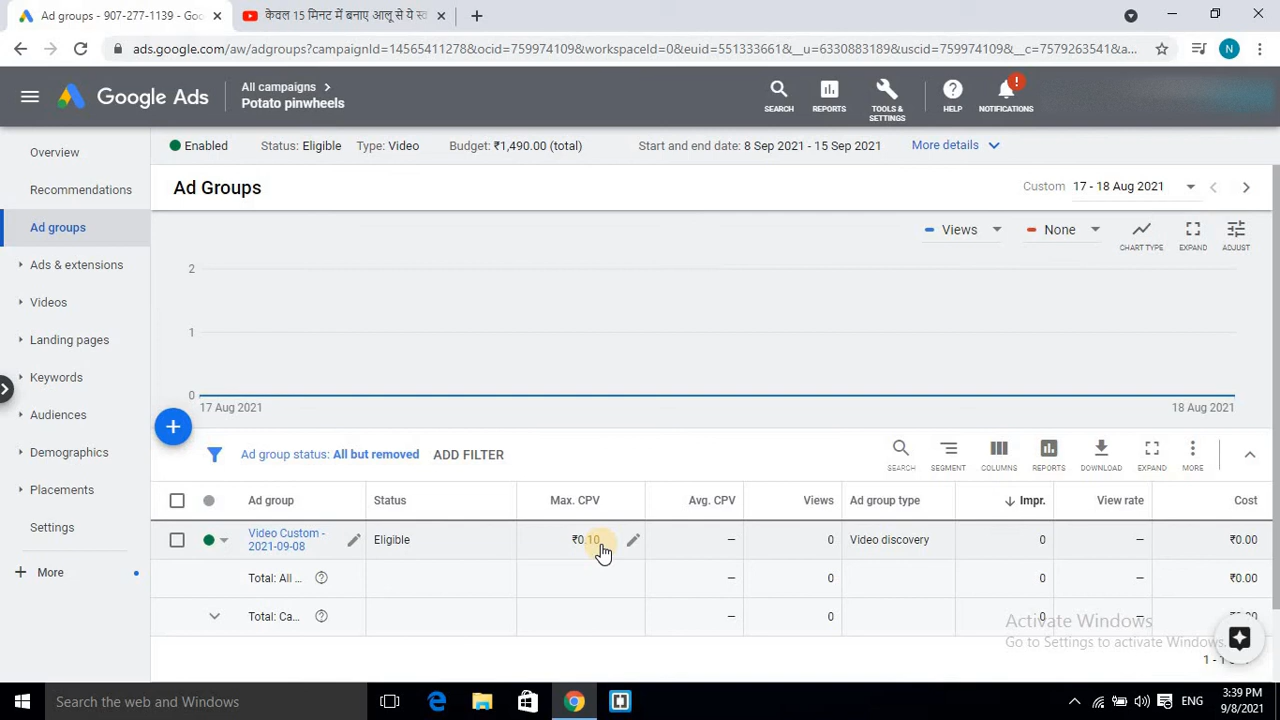 Ad groups - 907-277-1139 - Goo
केवल 15 मिनट में बनाए आलू से ये स्व
ads.google.com/aw/adgroups?campaignId=14565411278&ocid=759974109&workspaceId=0&euid=551333661&__u=6330883189&uscid=759974109&__c=7579263541&a...
N
Google Ads
All campaigns
Potato pinwheels
SEARCH
REPORTS
TOOLS & SETTINGS
HELP
NOTIFICATIONS
Enabled Status: Eligible Type: Video Budget: ₹1,490.00 (total) Start and end date: 8 Sep 2021 - 15 Sep 2021 More details
Overview
Recommendations
Ad groups
Ads & extensions
Videos
Landing pages
Keywords
Audiences
Demographics
Placements
Settings
More
Ad Groups
Custom 17 - 18 Aug 2021
Views
None
CHART TYPE
EXPAND
ADJUST
2
1
0
17 Aug 2021
18 Aug 2021
Ad group status: All but removed ADD FILTER
SEARCH
SEGMENT
COLUMNS
REPORTS
DOWNLOAD
EXPAND
MORE
Ad group Status Max. CPV Avg. CPV Views Ad group type Impr. View rate Cost
Video Custom - 2021-09-08 Eligible ₹0.10 — 0 Video discovery 0 — ₹0.00
Total: All ... — 0 0 — ₹0.00
Total: Ca... — 0 0 — ₹0.00
Activate Windows
Go to Settings to activate Windows.
Search the web and Windows
ENG
3:39 PM
9/8/2021